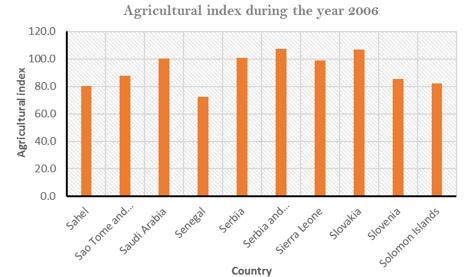 Agricultural index during the year 2006
120.0
100.0
80.0
60.0
40.0
20.0
0.0
Agricultural index
Sahel
Sao Tome and...
Saudi Arabia
Senegal
Serbia
Serbia and...
Sierra Leone
Slovakia
Slovenia
Solomon Islands
Country